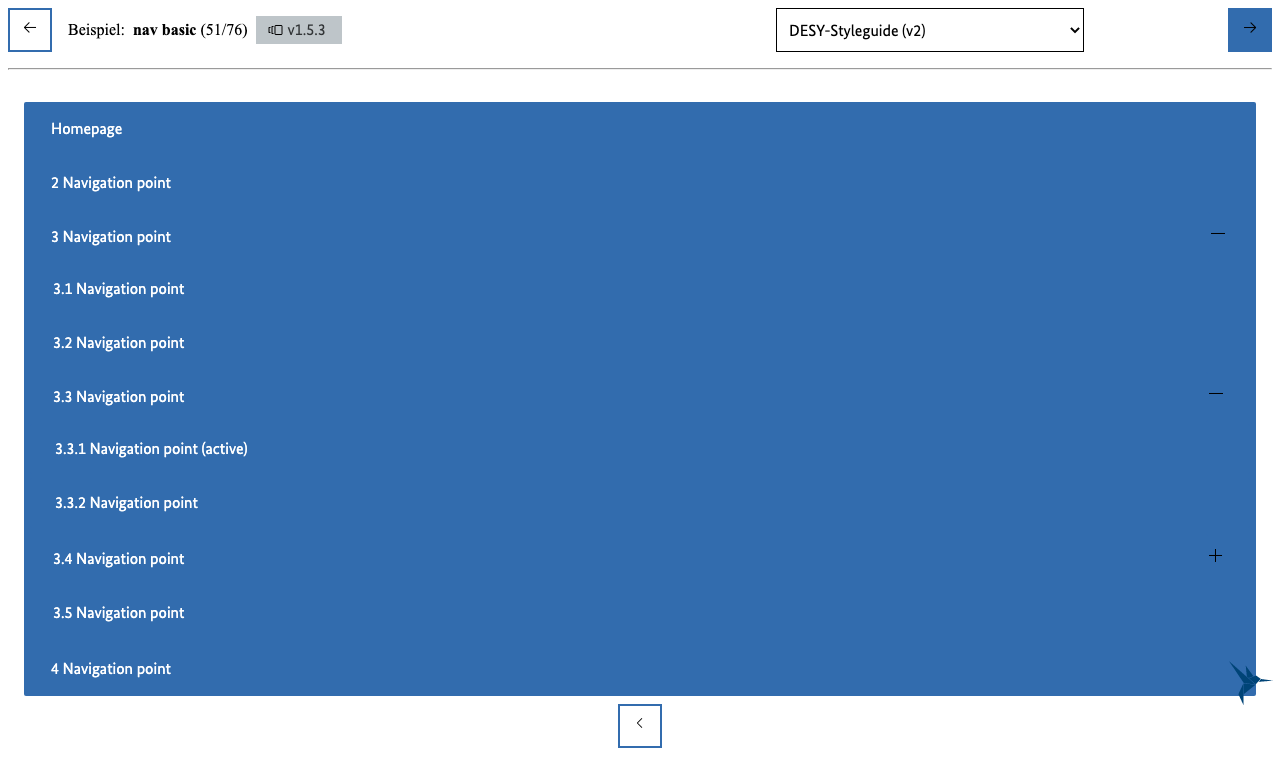 Beispiel: nav basic (51/76) v1.5.3 DESY-Styleguide (v2)
Homepage
2 Navigation point
3 Navigation point
3.1 Navigation point
3.2 Navigation point
3.3 Navigation point
3.3.1 Navigation point (active)
3.3.2 Navigation point
3.4 Navigation point
3.5 Navigation point
4 Navigation point